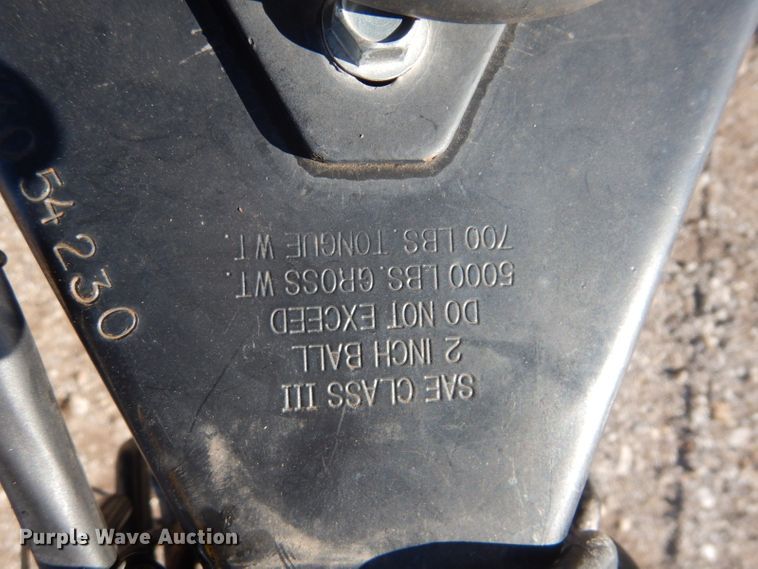 SAE CLASS III
2 INCH BALL
DO NOT EXCEED
5000 LBS. GROSS WT.
700 LBS. TONGUE WT
54230
Purple Wave Auction